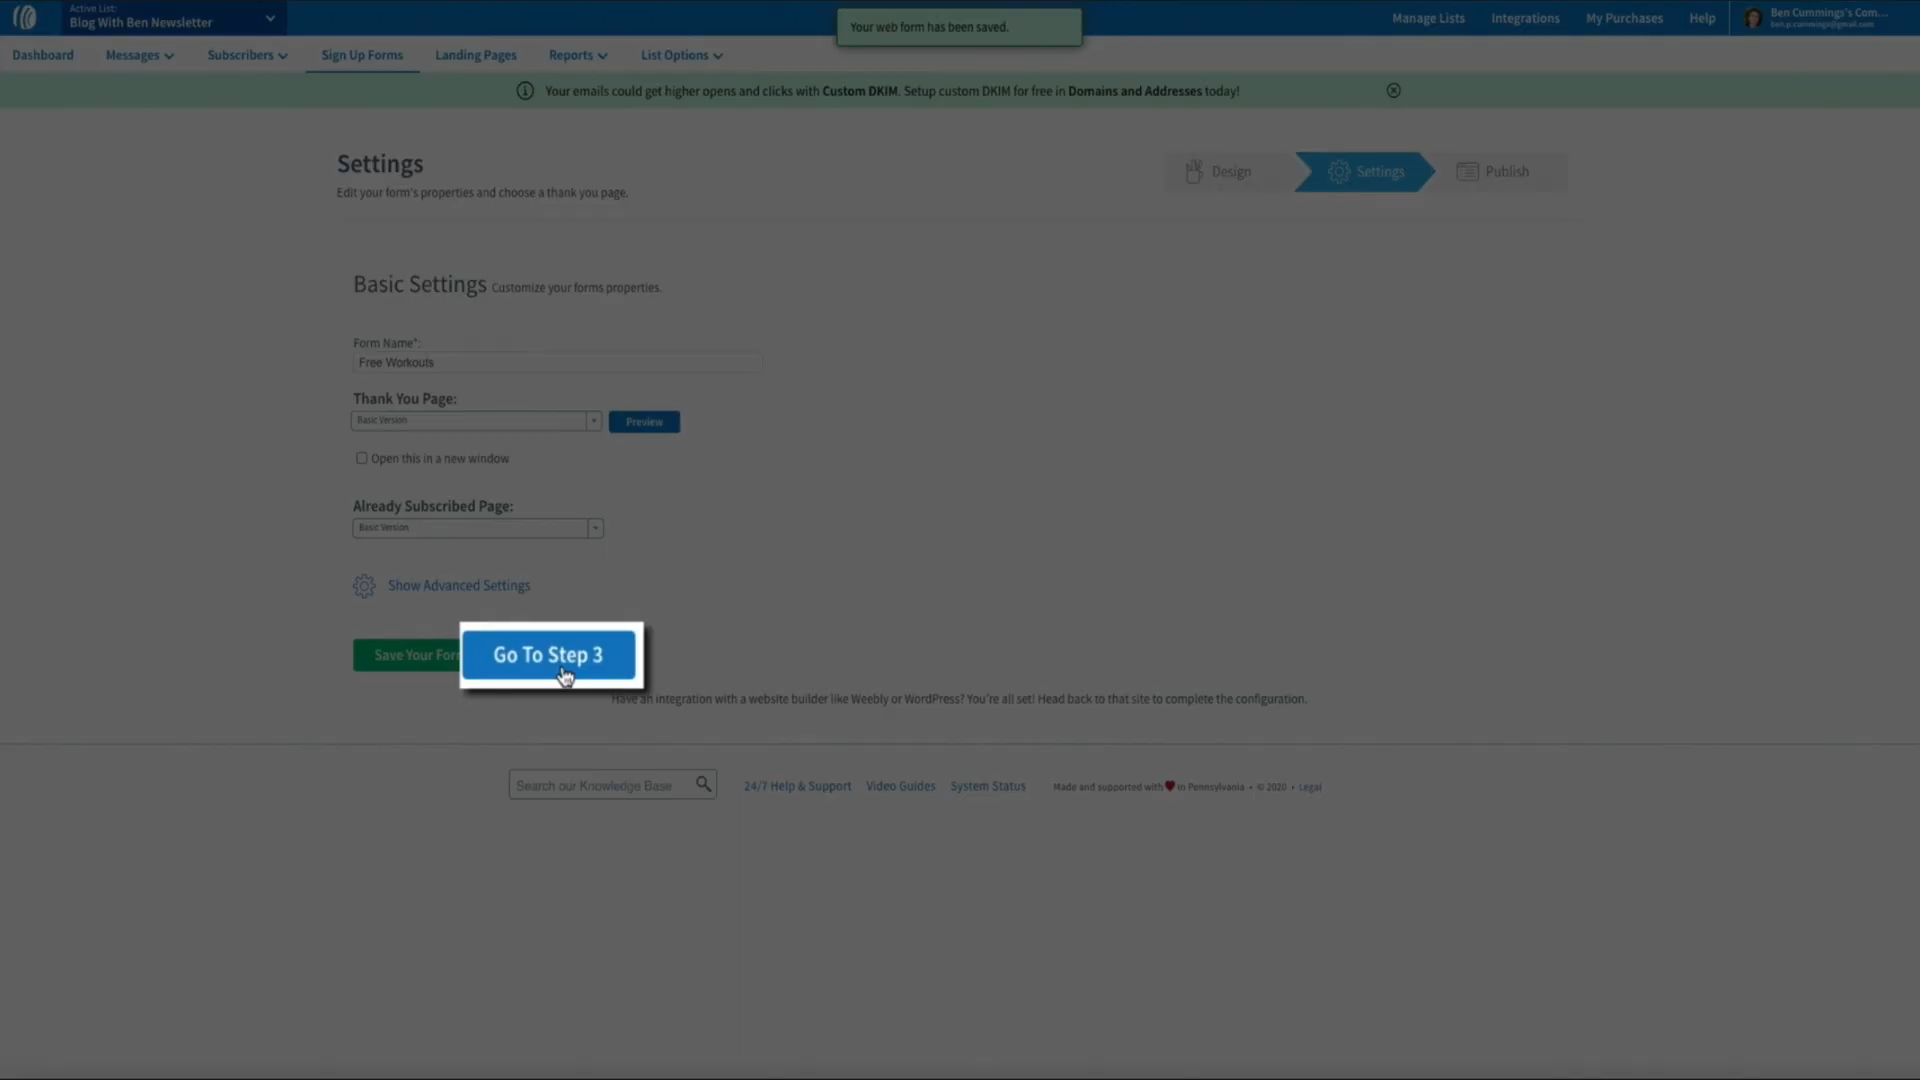 Active List:
Blog With Ben Newsletter
Your web form has been saved.
Manage Lists
Integrations
My Purchases
Help
Ben Cummings's Com...
ben.p.cummings@gmail.com
Dashboard
Messages
Subscribers
Sign Up Forms
Landing Pages
Reports
List Options
Your emails could get higher opens and clicks with Custom DKIM. Setup custom DKIM for free in Domains and Addresses today!
Settings
Edit your form's properties and choose a thank you page.
Design
Settings
Publish
Basic Settings Customize your forms properties.
Form Name*:
Free Workouts
Thank You Page:
Basic Version
Preview
Open this in a new window
Already Subscribed Page:
Basic Version
Show Advanced Settings
Save Your For
Go To Step 3
Have an integration with a website builder like Weebly or WordPress? You're all set! Head back to that site to complete the configuration.
Search our Knowledge Base
24/7 Help & Support
Video Guides
System Status
Made and supported with ❤ in Pennsylvania • © 2020 • Legal